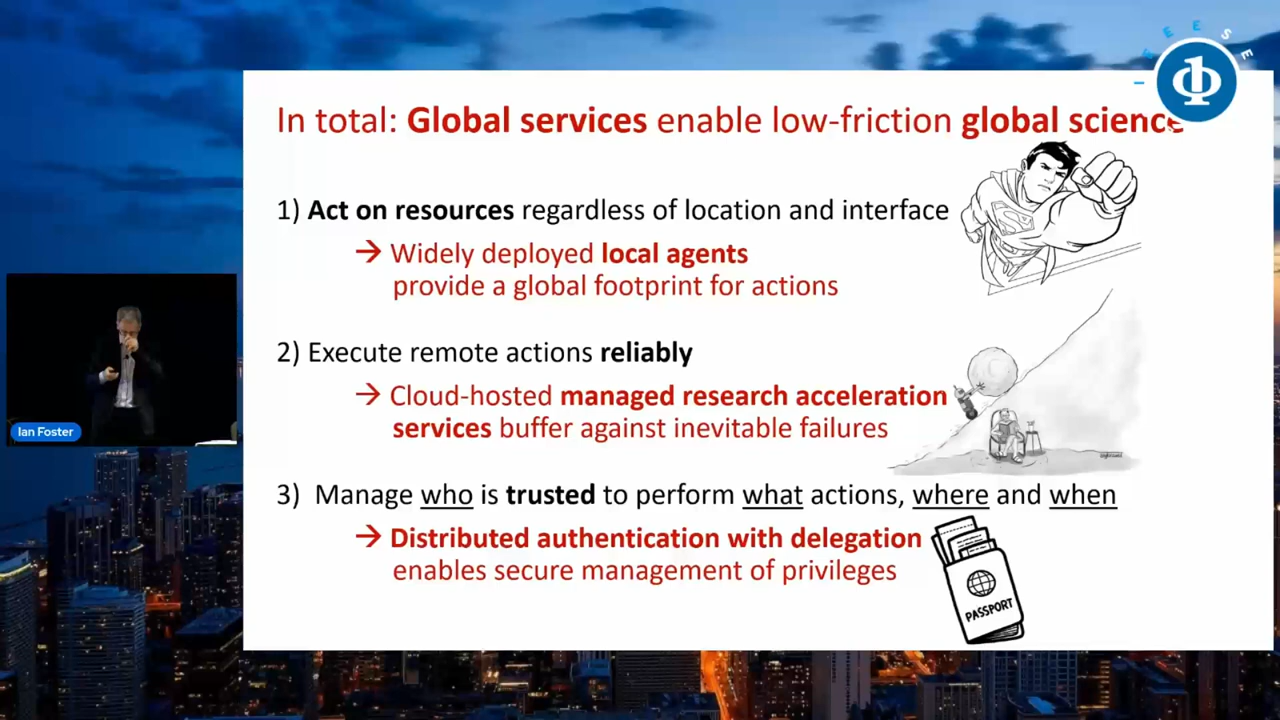 I E E E S E
In total: Global services enable low-friction global science
1) Act on resources regardless of location and interface
→ Widely deployed local agents
provide a global footprint for actions
2) Execute remote actions reliably
→ Cloud-hosted managed research acceleration
services buffer against inevitable failures
3) Manage who is trusted to perform what actions, where and when
→ Distributed authentication with delegation
enables secure management of privileges
PASSPORT
Ian Foster